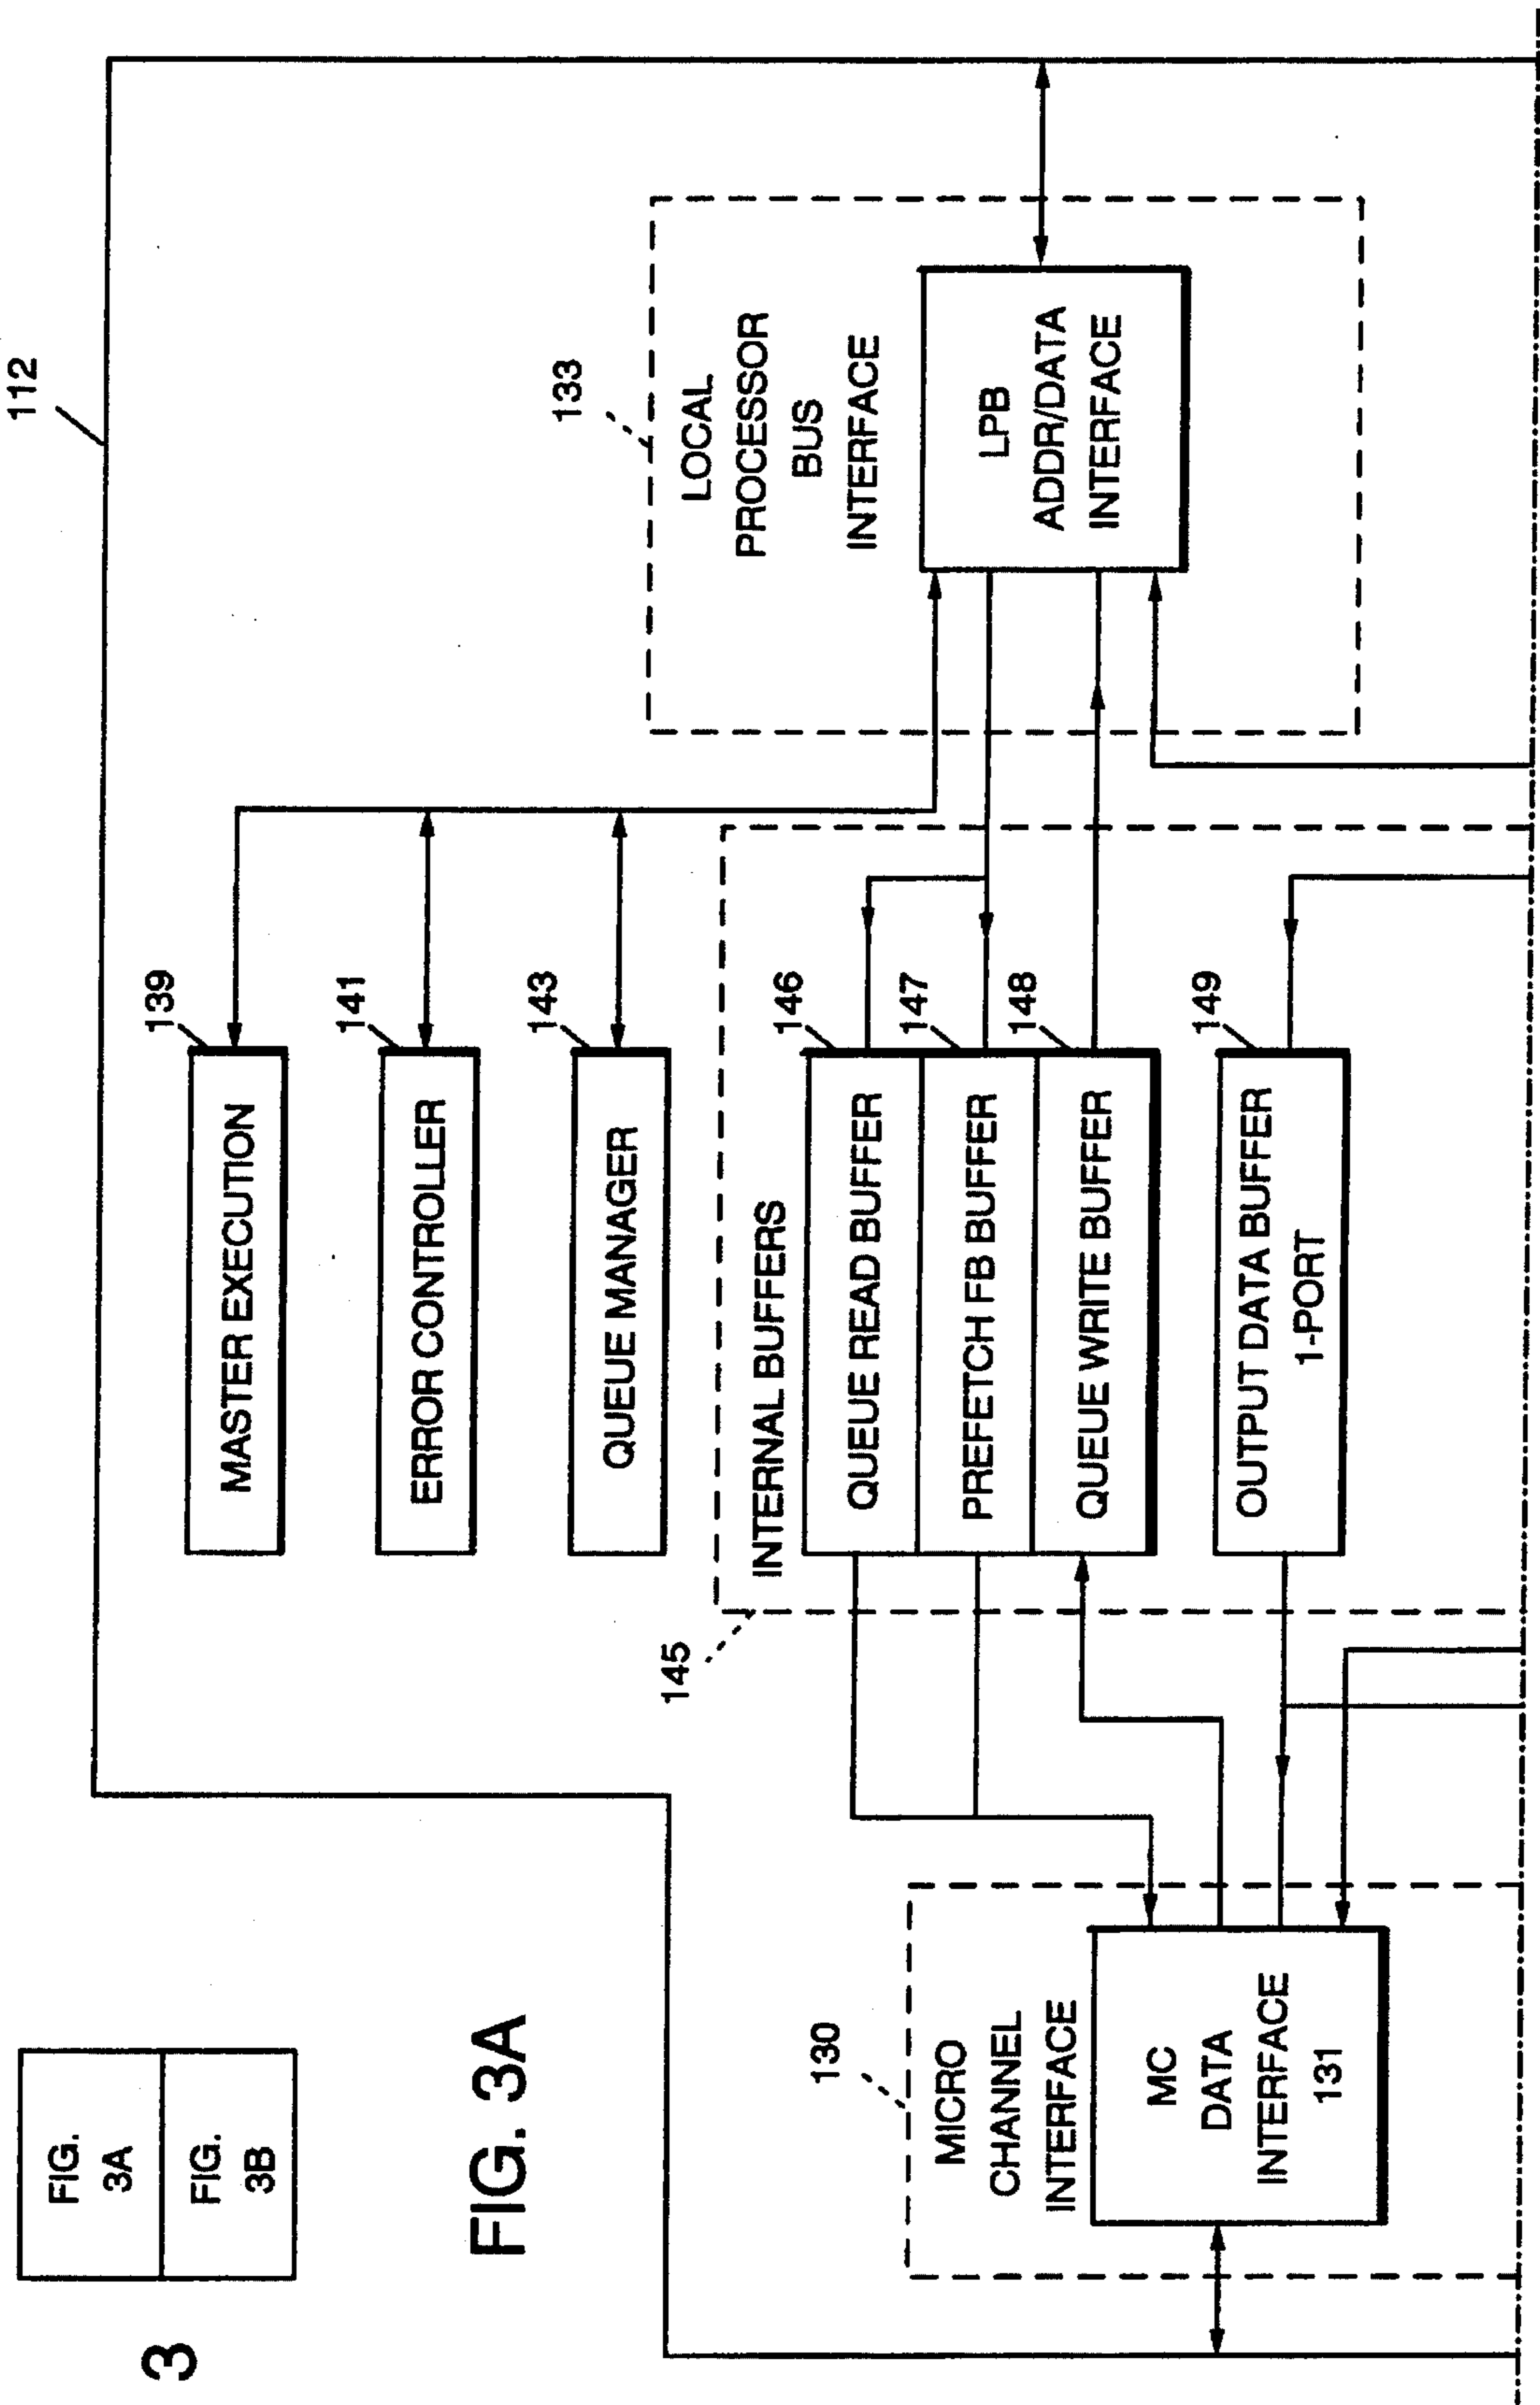 3
FIG.
3A
FIG.
3B
FIG. 3A
112
139
MASTER EXECUTION
141
ERROR CONTROLLER
143
QUEUE MANAGER
145
INTERNAL BUFFERS
146
QUEUE READ BUFFER
147
PREFETCH FB BUFFER
148
QUEUE WRITE BUFFER
149
OUTPUT DATA BUFFER
1-PORT
130
MICRO
CHANNEL
INTERFACE
MC
DATA
INTERFACE
131
133
LOCAL
PROCESSOR
BUS
INTERFACE
LPB
ADDR/DATA
INTERFACE